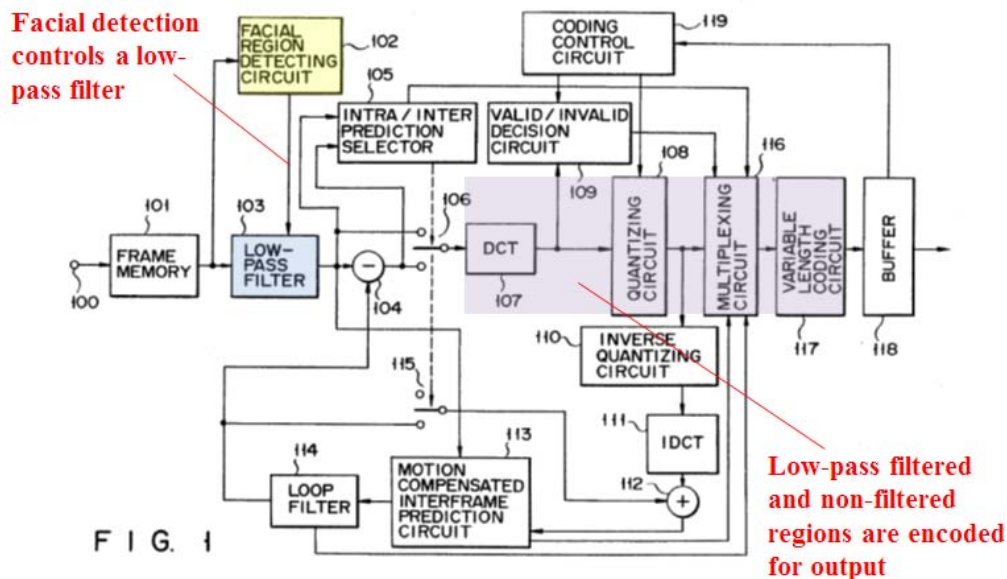 Facial detection
controls a low-
pass filter
FACIAL
REGION
DETECTING
CIRCUIT
102
CODING
CONTROL
CIRCUIT
119
105
INTRA / INTER
PREDICTION
SELECTOR
VALID / INVALID
DECISION
CIRCUIT
109
108
116
101
FRAME
MEMORY
100
103
LOW-
PASS
FILTER
104
106
DCT
107
QUANTIZING
CIRCUIT
MULTIPLEXING
CIRCUIT
VARIABLE
LENGTH
CODING
CIRCUIT
117
BUFFER
118
110
INVERSE
QUANTIZING
CIRCUIT
115
111
IDCT
112
114
LOOP
FILTER
113
MOTION
COMPENSATED
INTERFRAME
PREDICTION
CIRCUIT
Low-pass filtered
and non-filtered
regions are encoded
for output
FIG. 1